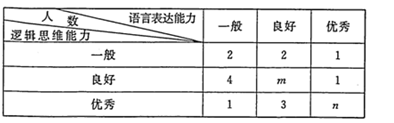 人数 语言表达能力 一般 良好 优秀
逻辑思维能力
一般 2 2 1
良好 4 m 1
优秀 1 3 n